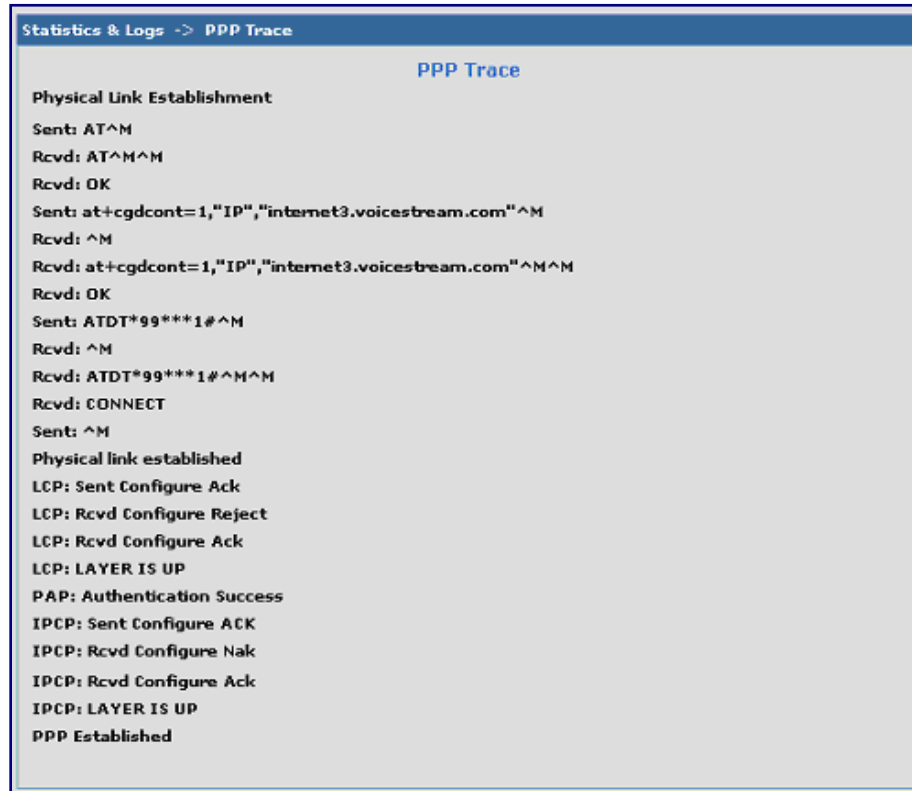 Statistics & Logs -> PPP Trace
PPP Trace
Physical Link Establishment
Sent: AT^M
Rcvd: AT^M^M
Rcvd: OK
Sent: at+cgdcont=1,"IP","internet3.voicestream.com"^M
Rcvd: ^M
Rcvd: at+cgdcont=1,"IP","internet3.voicestream.com"^M^M
Rcvd: OK
Sent: ATDT*99***1#^M
Rcvd: ^M
Rcvd: ATDT*99***1#^M^M
Rcvd: CONNECT
Sent: ^M
Physical link established
LCP: Sent Configure Ack
LCP: Rcvd Configure Reject
LCP: Rcvd Configure Ack
LCP: LAYER IS UP
PAP: Authentication Success
IPCP: Sent Configure ACK
IPCP: Rcvd Configure Nak
IPCP: Rcvd Configure Ack
IPCP: LAYER IS UP
PPP Established